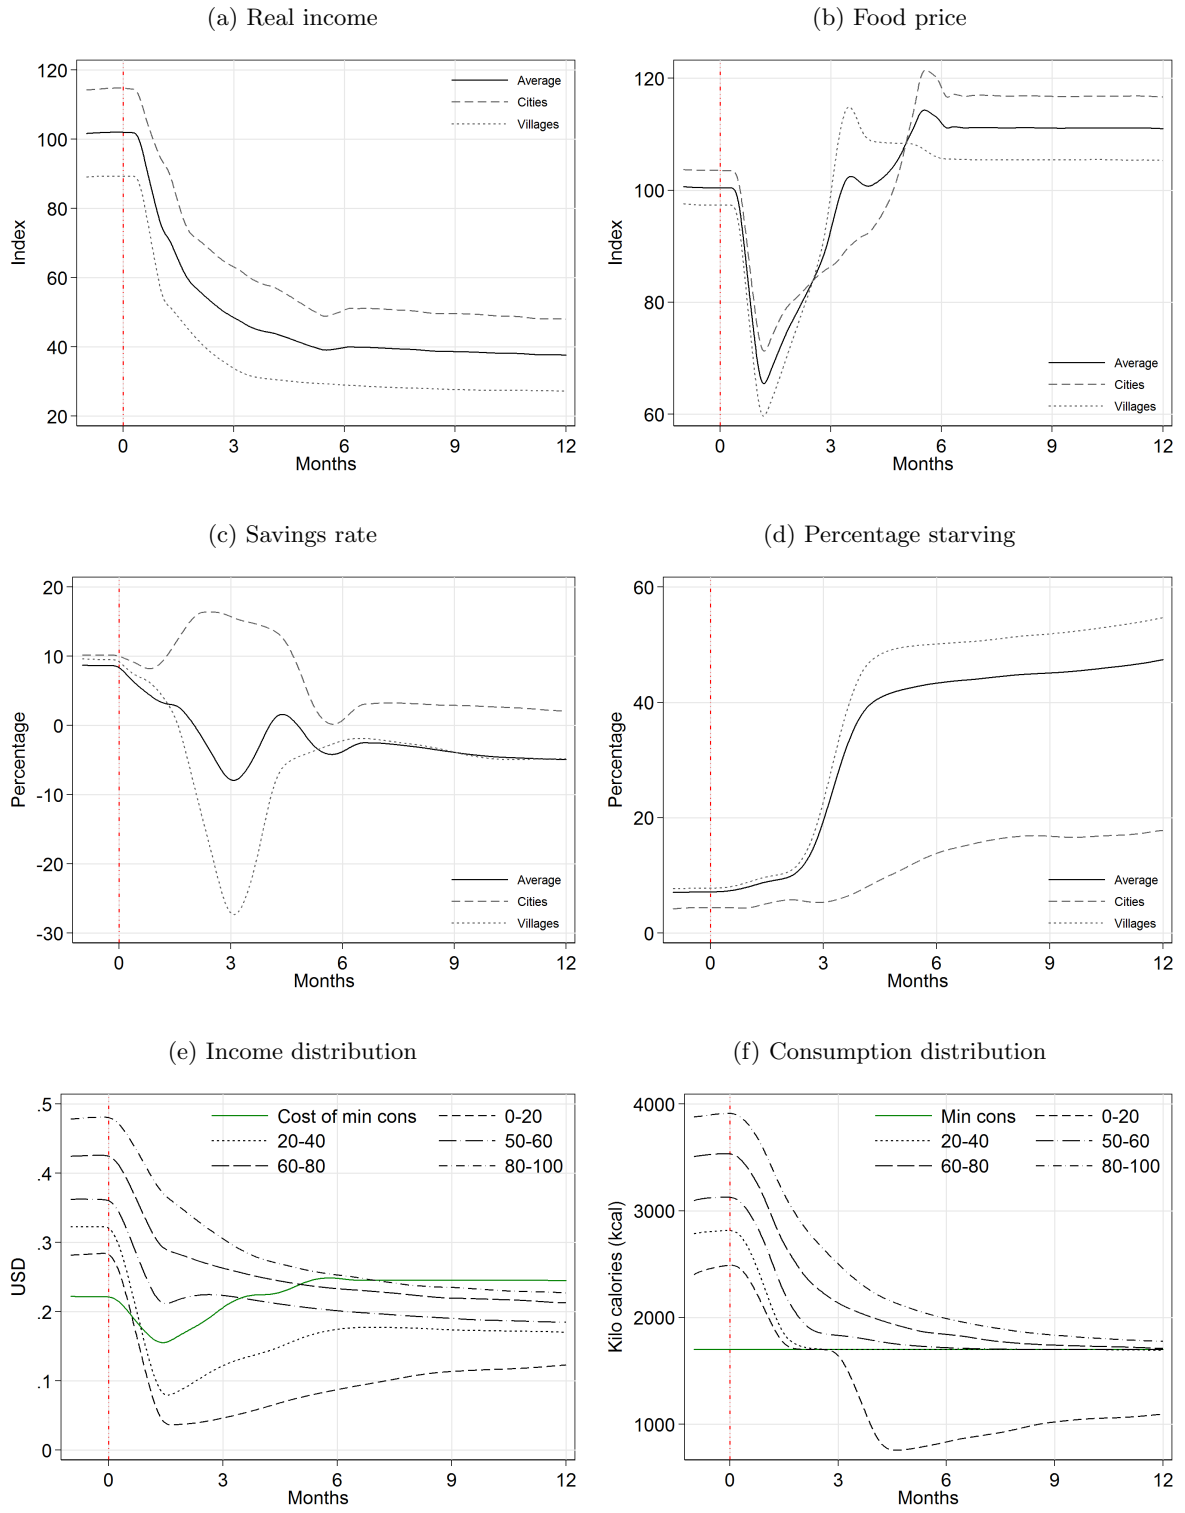 (a) Real income
120
100
80
60
40
20
Index
0 3 6 9 12
Months
Average
Cities
Villages
(b) Food price
120
100
80
60
Index
0 3 6 9 12
Months
Average
Cities
Villages
(c) Savings rate
20
10
0
-10
-20
-30
Percentage
0 3 6 9 12
Months
Average
Cities
Villages
(d) Percentage starving
60
40
20
0
Percentage
0 3 6 9 12
Months
Average
Cities
Villages
(e) Income distribution
.5
.4
.3
.2
.1
0
USD
0 3 6 9 12
Months
Cost of min cons 0-20
20-40 50-60
60-80 80-100
(f) Consumption distribution
4000
3000
2000
1000
Kilo calories (kcal)
0 3 6 9 12
Months
Min cons 0-20
20-40 50-60
60-80 80-100